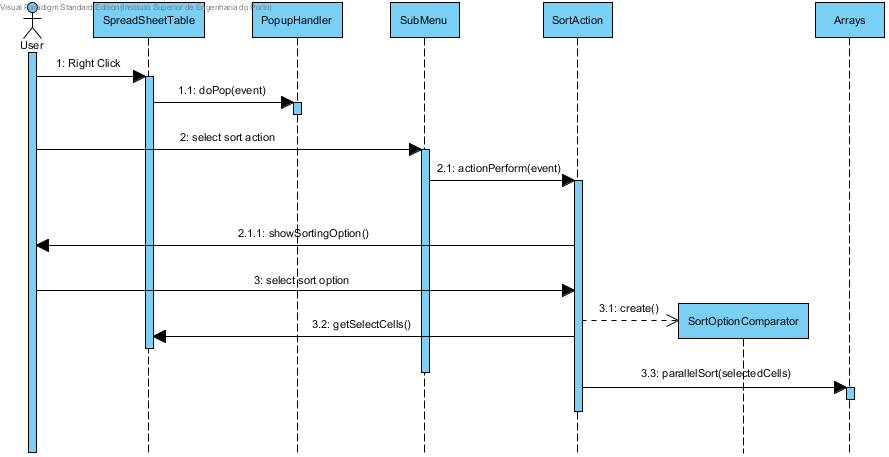 Visual Paradigm Standard Edition(Instituto Superior de Engenharia do Porto)
SpreadSheetTable
PopupHandler
SubMenu
SortAction
Arrays
User
1: Right Click
1.1: doPop(event)
2: select sort action
2.1: actionPerform(event)
2.1.1: showSortingOption()
3: select sort option
3.1: create()
SortOptionComparator
3.2: getSelectCells()
3.3: parallelSort(selectedCells)